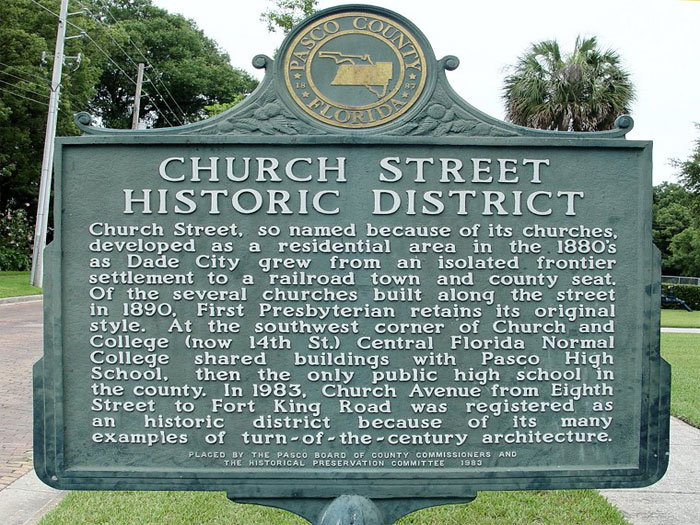 PASCO COUNTY
1887
FLORIDA
CHURCH STREET
HISTORIC DISTRICT
Church Street, so named because of its churches,
developed as a residential area in the 1880's
as Dade City grew from an isolated frontier
settlement to a railroad town and county seat.
Of the several churches built along the street
in 1890, First Presbyterian retains its original
style. At the southwest corner of Church and
College (now 14th St.) Central Florida Normal
College shared buildings with Pasco High
School, then the only public high school in
the county. In 1983, Church Avenue from Eighth
Street to Fort King Road was registered as
an historic district because of its many
examples of turn-of-the-century architecture.
PLACED BY THE PASCO BOARD OF COUNTY COMMISSIONERS AND
THE HISTORICAL PRESERVATION COMMITTEE 1983